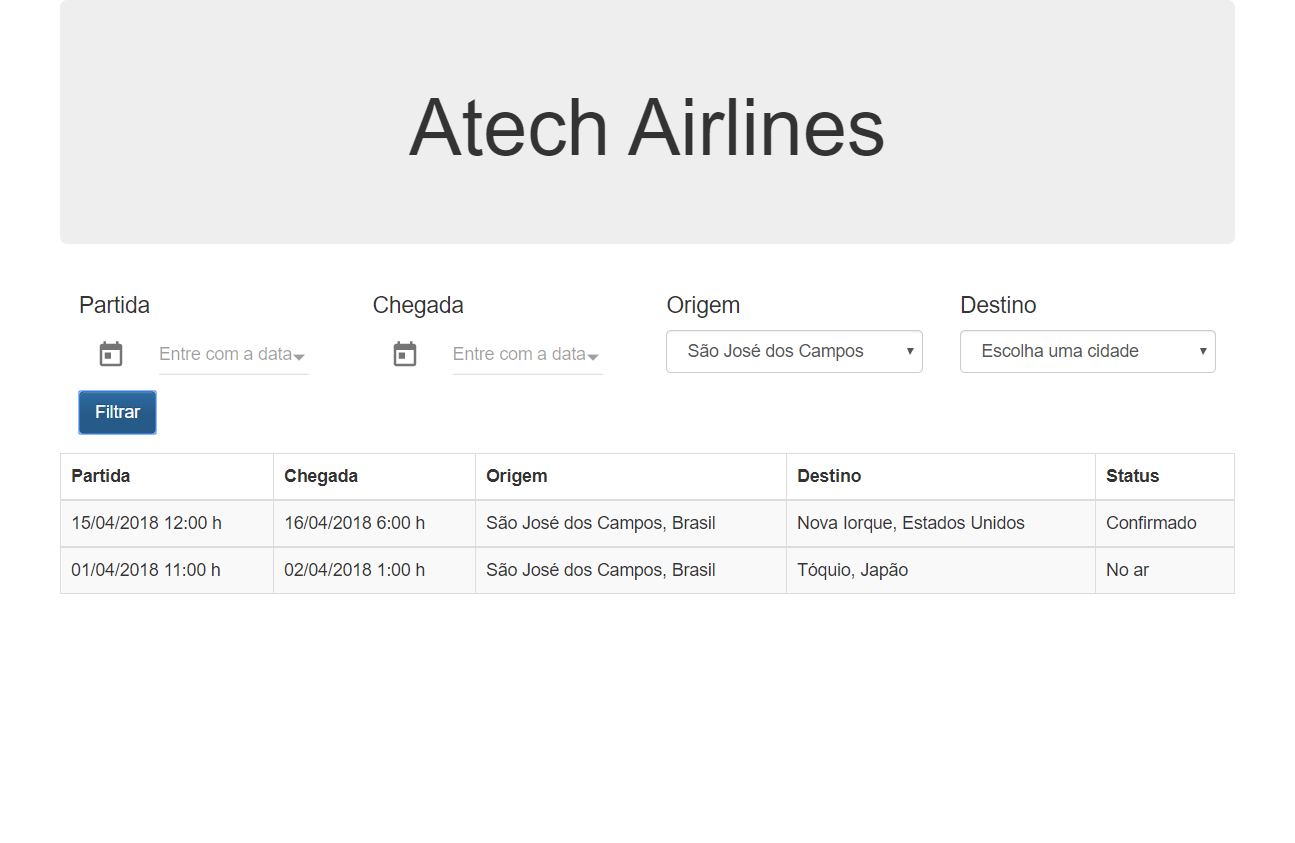 Atech Airlines
Partida Chegada Origem Destino
Entre com a data Entre com a data São José dos Campos Escolha uma cidade
Filtrar
Partida Chegada Origem Destino Status
15/04/2018 12:00 h 16/04/2018 6:00 h São José dos Campos, Brasil Nova Iorque, Estados Unidos Confirmado
01/04/2018 11:00 h 02/04/2018 1:00 h São José dos Campos, Brasil Tóquio, Japão No ar